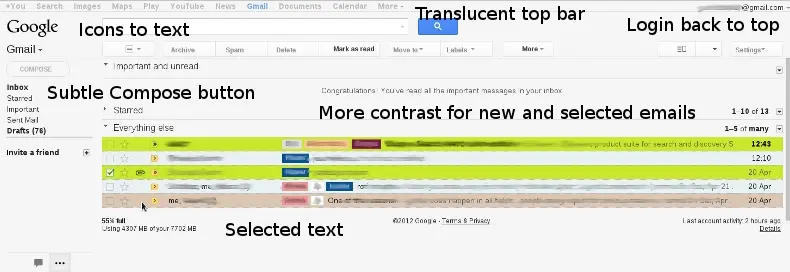 +You Search Images Maps Play YouTube News Gmail Documents Calendar More
@gmail.com
Translucent top bar
Google
Icons to text
Login back to top
Gmail
Archive Spam Delete Mark as read Move to Labels More Settings
Important and unread
COMPOSE
Congratulations! You've read all the important messages in your inbox
Subtle Compose button
Inbox
Starred
Important
Sent Mail
Drafts (76)
Starred
More contrast for new and selected emails
1–10 of 13
Everything else
1–5 of many
product suite for search and discovery S 12:43
12:10
Invite a friend
20 Apr
me, 20 Apr
me, One of 20 Apr
55% full
Using 4307 MB of your 7702 MB
©2012 Google - Terms & Privacy
Last account activity: 2 hours ago
Details
Selected text